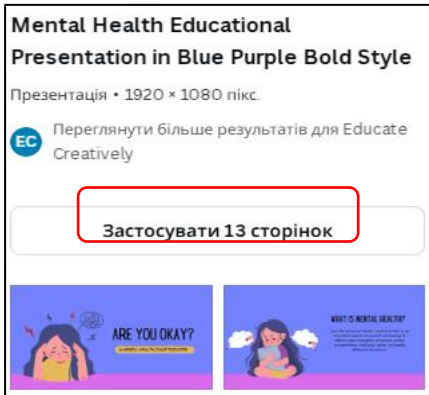 Mental Health Educational
Presentation in Blue Purple Bold Style
Презентація • 1920 × 1080 пікс.
EC
Переглянути більше результатів для Educate
Creatively
Застосувати 13 сторінок
ARE YOU OKAY?
WHAT IS MENTAL HEALTH?